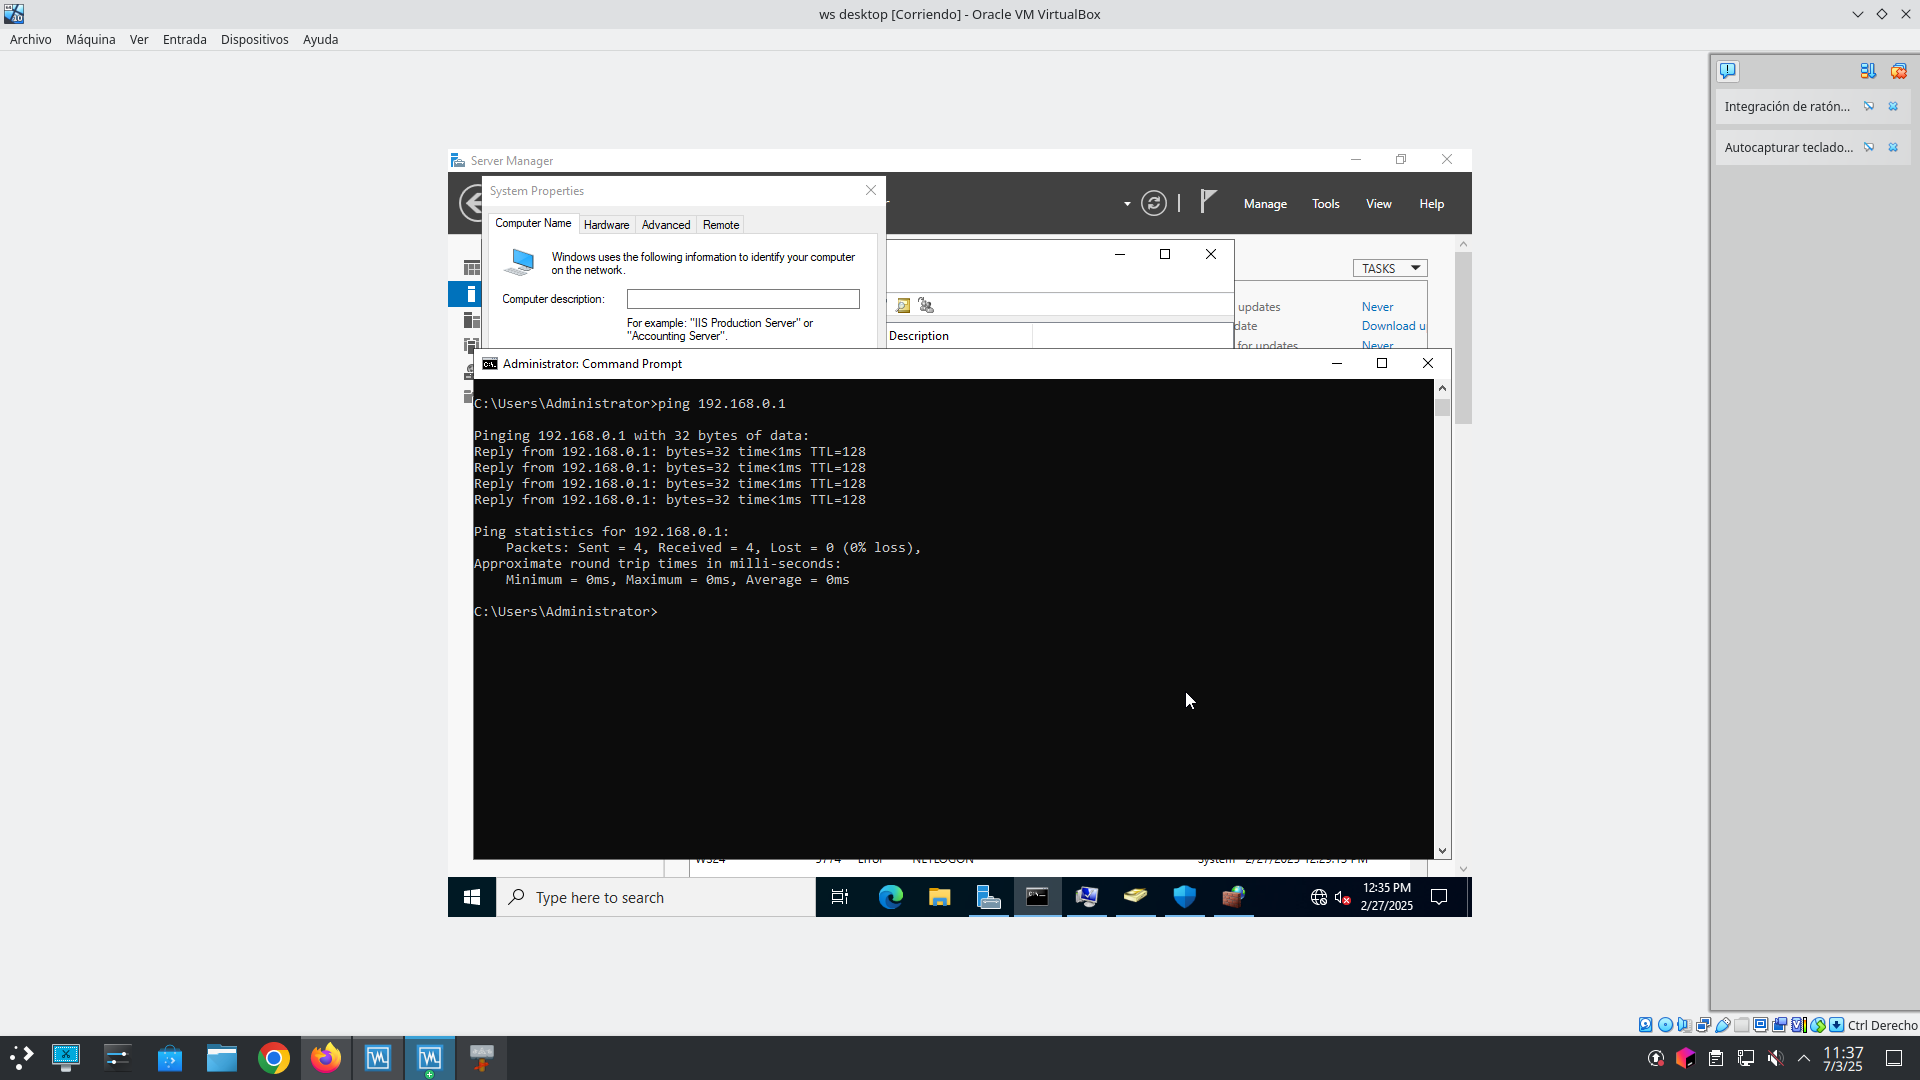 ws desktop [Corriendo] - Oracle VM VirtualBox
Archivo Máquina Ver Entrada Dispositivos Ayuda
Integración de ratón...
Autocapturar teclado...
Server Manager
Manage Tools View Help
System Properties
Computer Name Hardware Advanced Remote
Windows uses the following information to identify your computer
on the network.
Computer description:
For example: "IIS Production Server" or
"Accounting Server".
Description
TASKS
updates Never
date Download u
for updates Never
Administrator: Command Prompt
C:\Users\Administrator>ping 192.168.0.1
Pinging 192.168.0.1 with 32 bytes of data:
Reply from 192.168.0.1: bytes=32 time<1ms TTL=128
Reply from 192.168.0.1: bytes=32 time<1ms TTL=128
Reply from 192.168.0.1: bytes=32 time<1ms TTL=128
Reply from 192.168.0.1: bytes=32 time<1ms TTL=128
Ping statistics for 192.168.0.1:
Packets: Sent = 4, Received = 4, Lost = 0 (0% loss),
Approximate round trip times in milli-seconds:
Minimum = 0ms, Maximum = 0ms, Average = 0ms
C:\Users\Administrator>
System 2/27/2025 12:29:15 PM
Type here to search
12:35 PM
2/27/2025
Ctrl Derecho
11:37
7/3/25